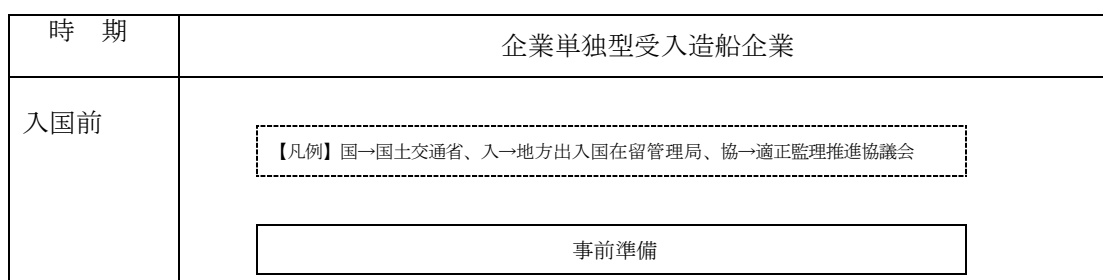 時　期
企業単独型受入造船企業
入国前
【凡例】国→国土交通省、入→地方出入国在留管理局、協→適正監理推進協議会
事前準備